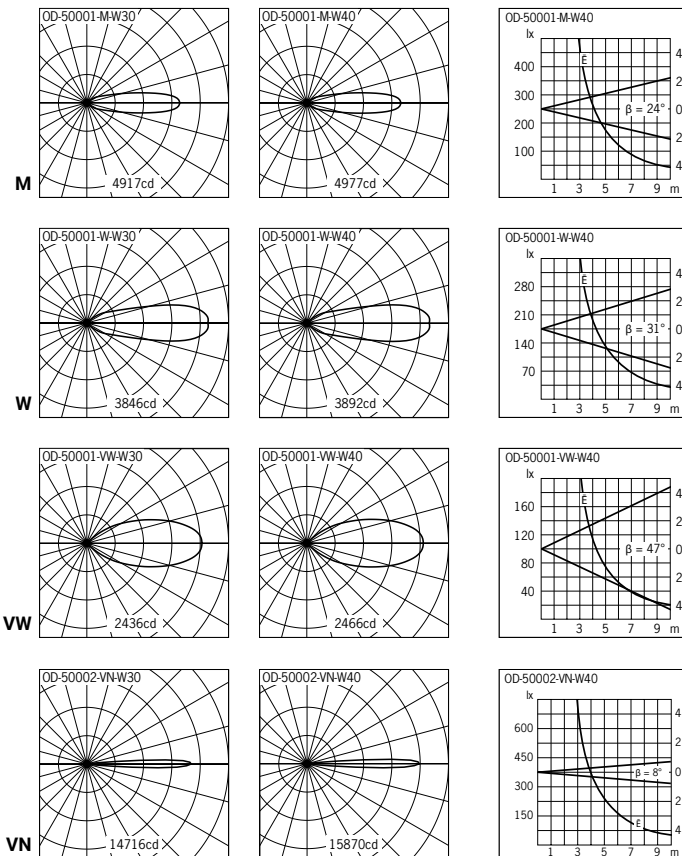 OD-50001-M-W30
OD-50001-M-W40
OD-50001-M-W40
lx
400
300
200
100
Ē
β = 24°
4
2
0
2
4
1 3 5 7 9 m
M
4917cd
4977cd
OD-50001-W-W30
OD-50001-W-W40
OD-50001-W-W40
lx
280
210
140
70
Ē
β = 31°
4
2
0
2
4
1 3 5 7 9 m
W
3846cd
3892cd
OD-50001-VW-W30
OD-50001-VW-W40
OD-50001-VW-W40
lx
160
120
80
40
Ē
β = 47°
4
2
0
2
4
1 3 5 7 9 m
VW
2436cd
2466cd
OD-50002-VN-W30
OD-50002-VN-W40
OD-50002-VN-W40
lx
600
450
300
150
β = 8°
Ē
4
2
0
2
4
1 3 5 7 9 m
VN
14716cd
15870cd